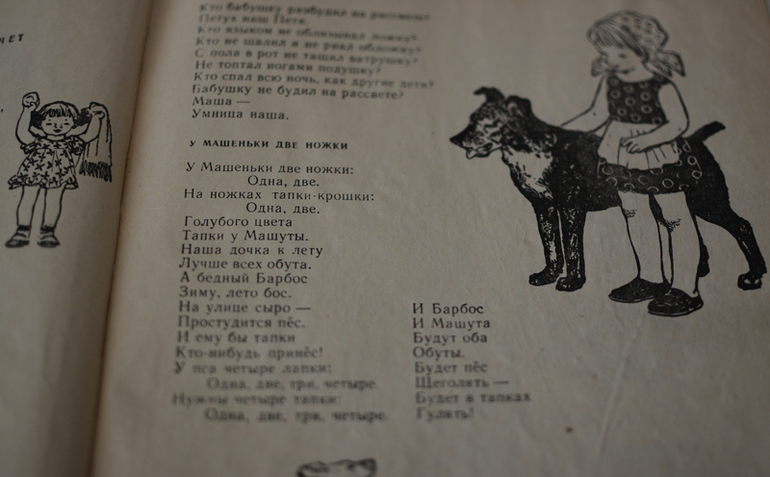 ЧЕТ
Кто бабушку разбудил на рассвете?
Петух наш Петя.
Кто языком не облизывал ложку?
Кто не шалил и не рвал обложку?
С пола в рот не тащил ватрушку?
Не топтал ногами подушку?
Кто спал всю ночь, как другие дети?
Бабушку не будил на рассвете?
Маша —
Умница наша.
У МАШЕНЬКИ ДВЕ НОЖКИ
У Машеньки две ножки:
Одна, две.
На ножках тапки-крошки:
Одна, две.
Голубого цвета
Тапки у Машуты.
Наша дочка к лету
Лучше всех обута.
А бедный Барбос
Зиму, лето бос.
На улице сыро —
Простудится пёс.
И ему бы тапки
Кто-нибудь принёс!
У пса четыре лапки:
Одна, две, три, четыре.
Нужны четыре тапки:
Одна, две, три, четыре.
И Барбос
И Машута
Будут оба
Обуты.
Будет пёс
Щеголять —
Будет в тапках
Гулять!